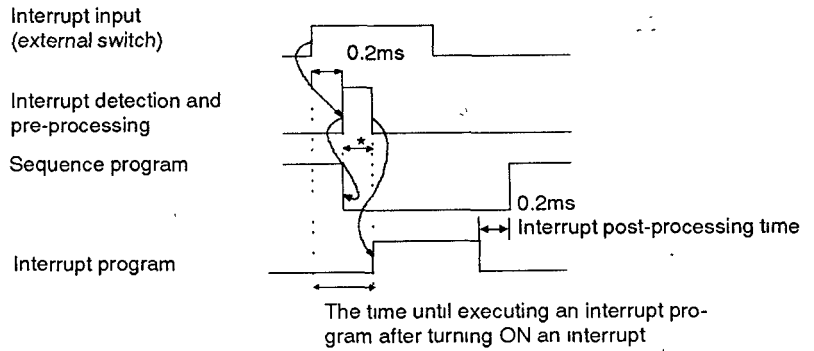 Interrupt input
(external switch)
0.2ms
Interrupt detection and
pre-processing
*
Sequence program
0.2ms
Interrupt post-processing time
Interrupt program
The time until executing an interrupt pro-
gram after turning ON an interrupt